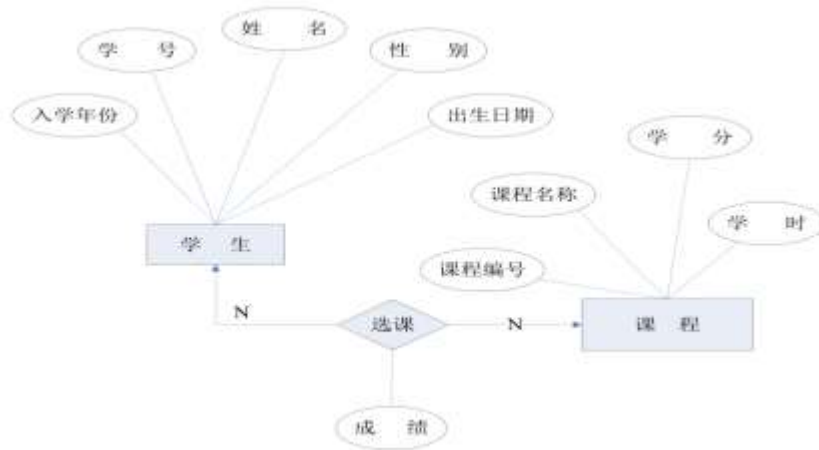 姓 名
学 号
性 别
入学年份
出生日期
学 分
课程名称
学 时
学 生
课程编号
N
选课
N
课 程
成 绩